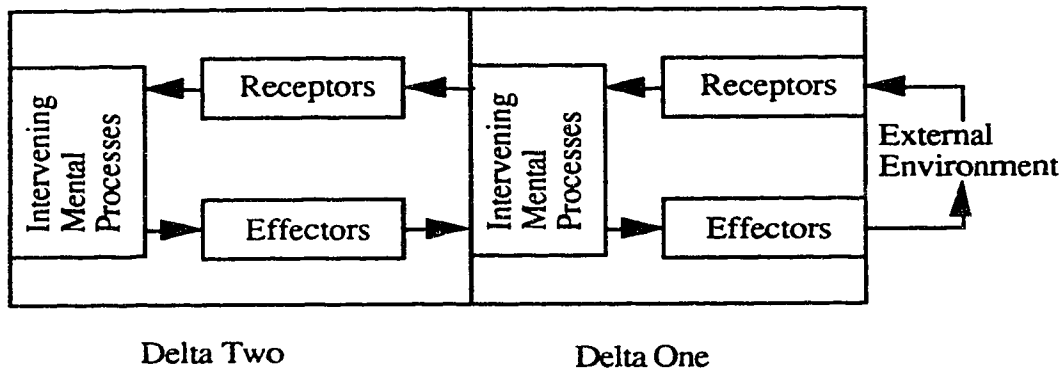 Intervening
Mental
Processes
Receptors
Effectors
Intervening
Mental
Processes
Receptors
Effectors
External
Environment
Delta Two
Delta One